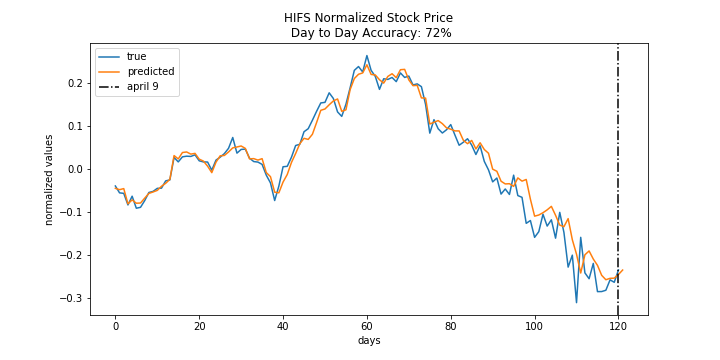 HIFS Normalized Stock Price
Day to Day Accuracy: 72%
true
predicted
april 9
normalized values
0.2
0.1
0.0
−0.1
−0.2
−0.3
0 20 40 60 80 100 120
days